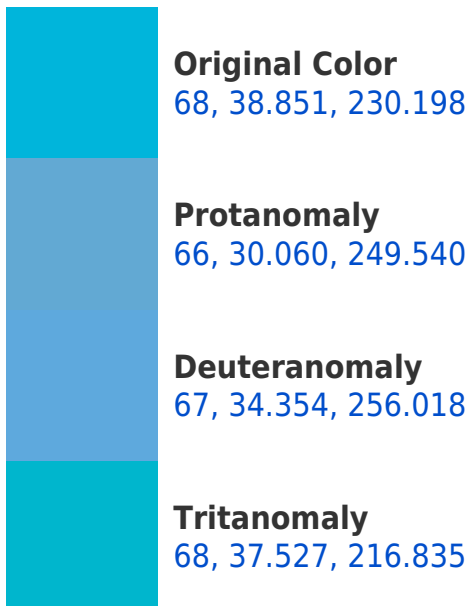 Original Color
68, 38.851, 230.198
Protanomaly
66, 30.060, 249.540
Deuteranomaly
67, 34.354, 256.018
Tritanomaly
68, 37.527, 216.835